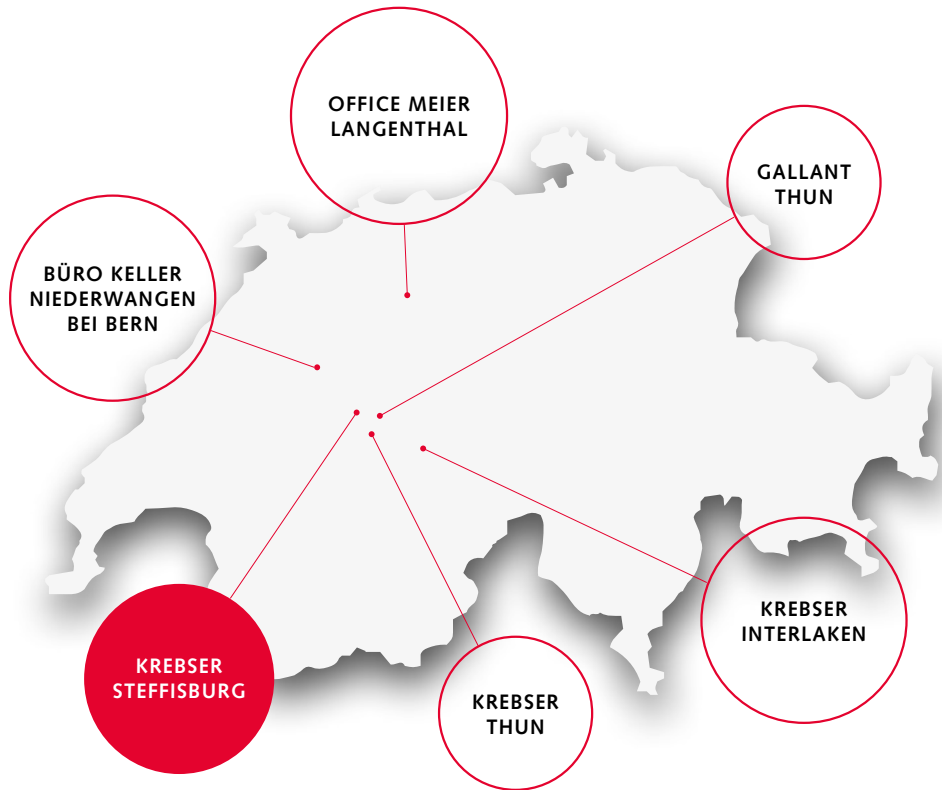 OFFICE MEIER
LANGENTHAL
GALLANT
THUN
BÜRO KELLER
NIEDERWANGEN
BEI BERN
KREBSER
INTERLAKEN
KREBSER
STEFFISBURG
KREBSER
THUN